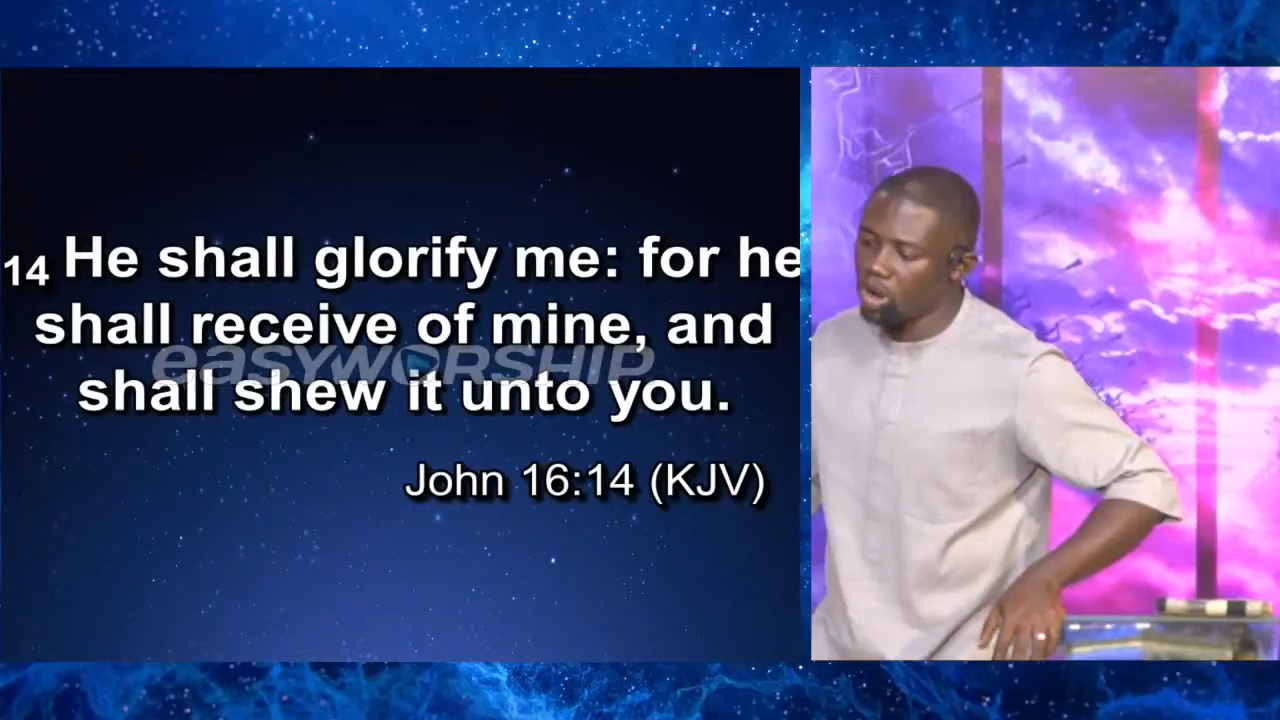 14 He shall glorify me: for he
shall receive of mine, and
easyworship
shall shew it unto you.
John 16:14 (KJV)